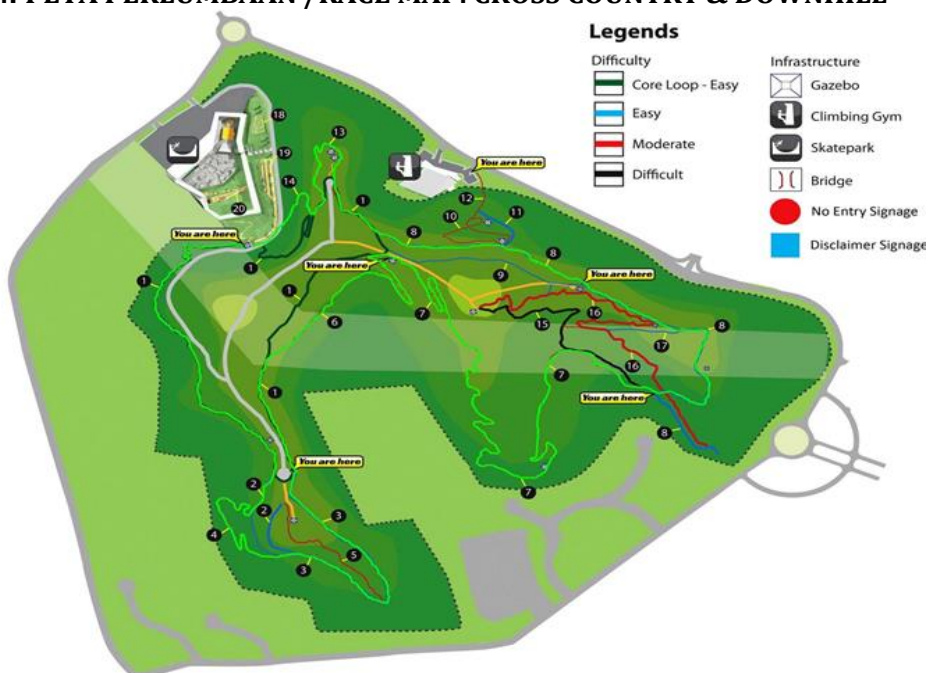 PETA PERLUMBAAN / RACE MAP: CROSS COUNTRY & DOWNHILL
Legends
Difficulty
Core Loop - Easy
Easy
Moderate
Difficult
Infrastructure
Gazebo
Climbing Gym
Skatepark
Bridge
No Entry Signage
Disclaimer Signage
18
13
19
You are here
14
12
20
1
10
11
8
You are here
1
You are here
8
9
You are here
1
1
7
16
6
15
8
17
16
1
7
You are here
8
You are here
2
7
2
3
4
5
3